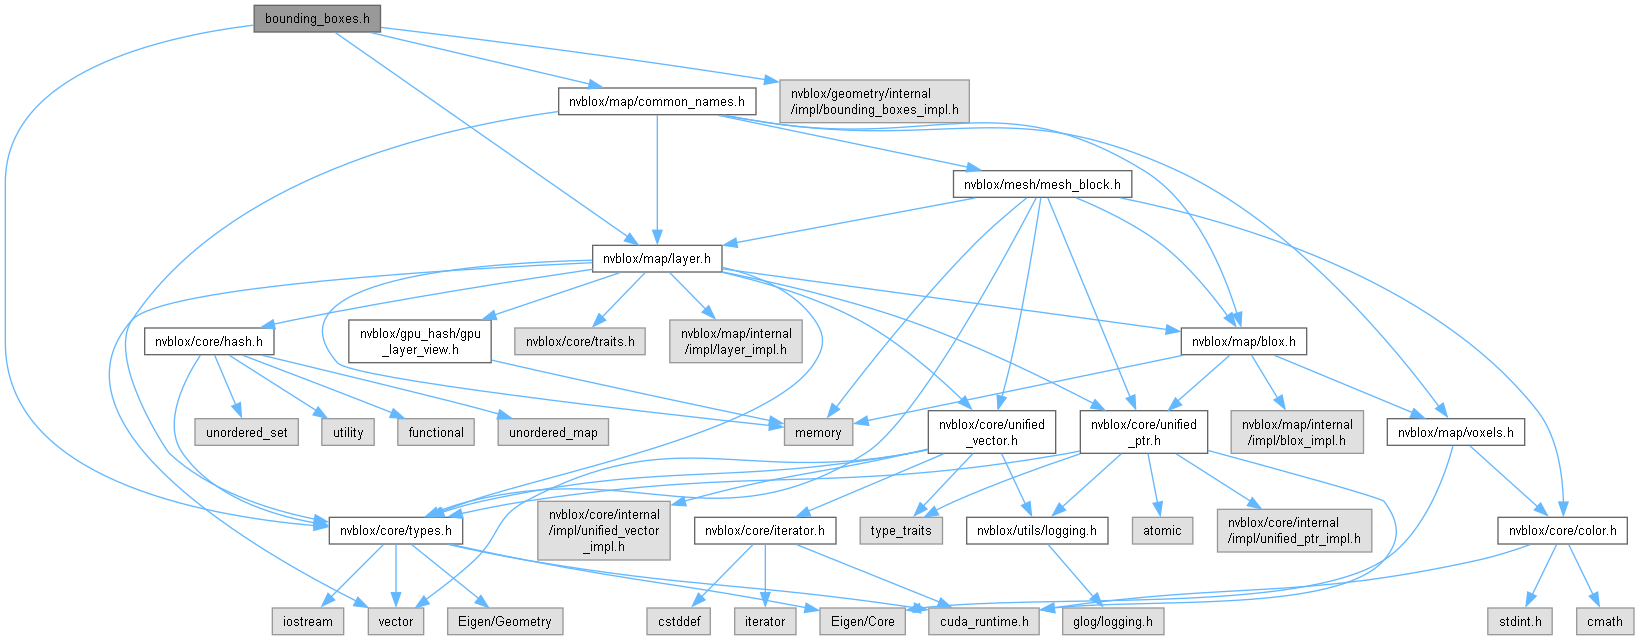 bounding_boxes.h
nvblox/map/common_names.h
nvblox/geometry/internal
/impl/bounding_boxes_impl.h
nvblox/mesh/mesh_block.h
nvblox/map/layer.h
nvblox/core/hash.h
nvblox/gpu_hash/gpu
_layer_view.h
nvblox/core/traits.h
nvblox/map/internal
/impl/layer_impl.h
nvblox/map/blox.h
unordered_set
utility
functional
unordered_map
memory
nvblox/core/unified
_vector.h
nvblox/core/unified
_ptr.h
nvblox/map/internal
/impl/blox_impl.h
nvblox/map/voxels.h
nvblox/core/types.h
nvblox/core/internal
/impl/unified_vector
_impl.h
nvblox/core/iterator.h
type_traits
nvblox/utils/logging.h
atomic
nvblox/core/internal
/impl/unified_ptr_impl.h
nvblox/core/color.h
iostream
vector
Eigen/Geometry
cstddef
iterator
Eigen/Core
cuda_runtime.h
glog/logging.h
stdint.h
cmath